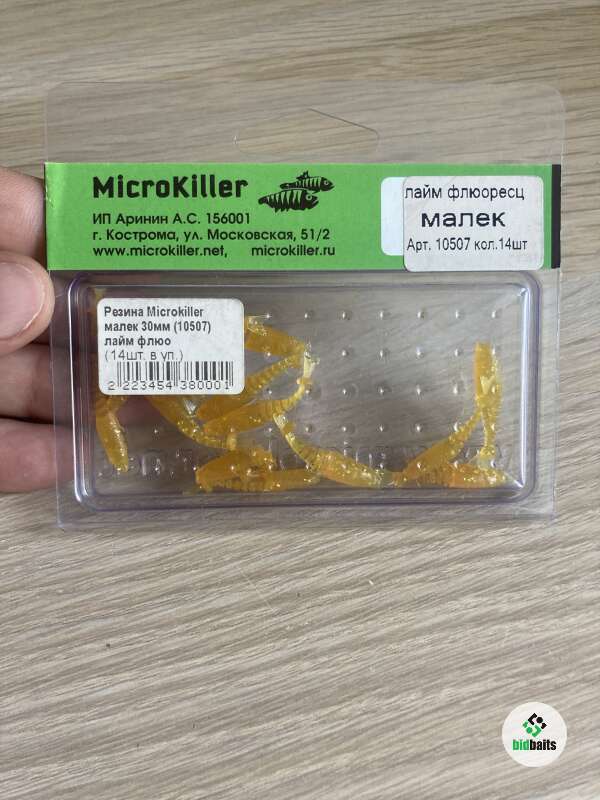 MicroKiller
ИП Аринин А.С. 156001
г. Кострома, ул. Московская, 51/2
www.microkiller.net, microkiller.ru
лайм флюоресц
малек
Арт. 10507 кол.14шт
Резина Microkiller
малек 30мм (10507)
лайм флюо
(14шт. в уп.)
2 223454 380001
bidbaits